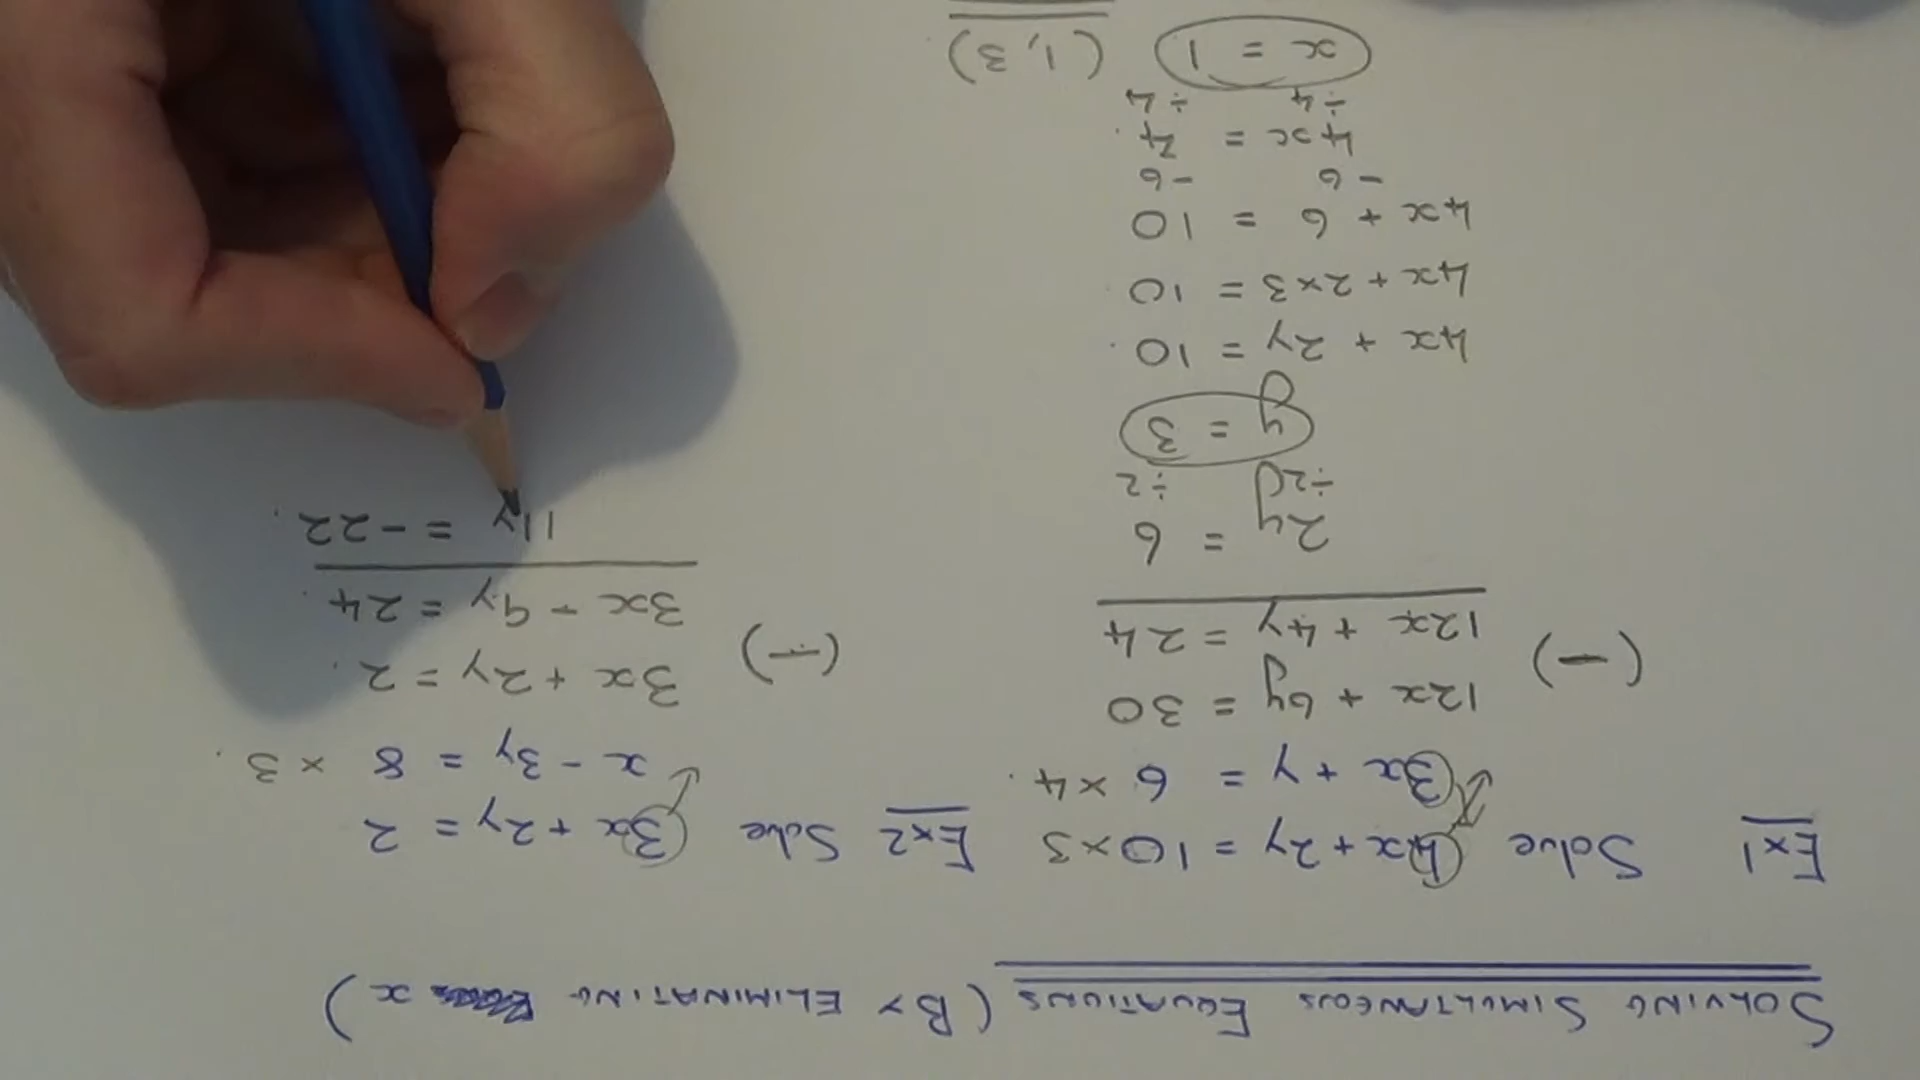 SOLVING SIMULTANEOUS EQUATIONS (BY ELIMINATING x)
Ex1 Solve 4x + 2y = 10 × 3
3x + y = 6 × 4.
12x + 6y = 30
(−)
12x + 4y = 24
2y = 6
÷2 ÷2
y = 3
4x + 2y = 10.
4x + 2×3 = 10
4x + 6 = 10
-6 -6
4x = 4.
÷4 ÷4
x = 1 (1, 3)
Ex2 Solve 3x + 2y = 2
x - 3y = 8 × 3.
3x + 2y = 2.
(−)
3x - 9y = 24.
11y = -22.